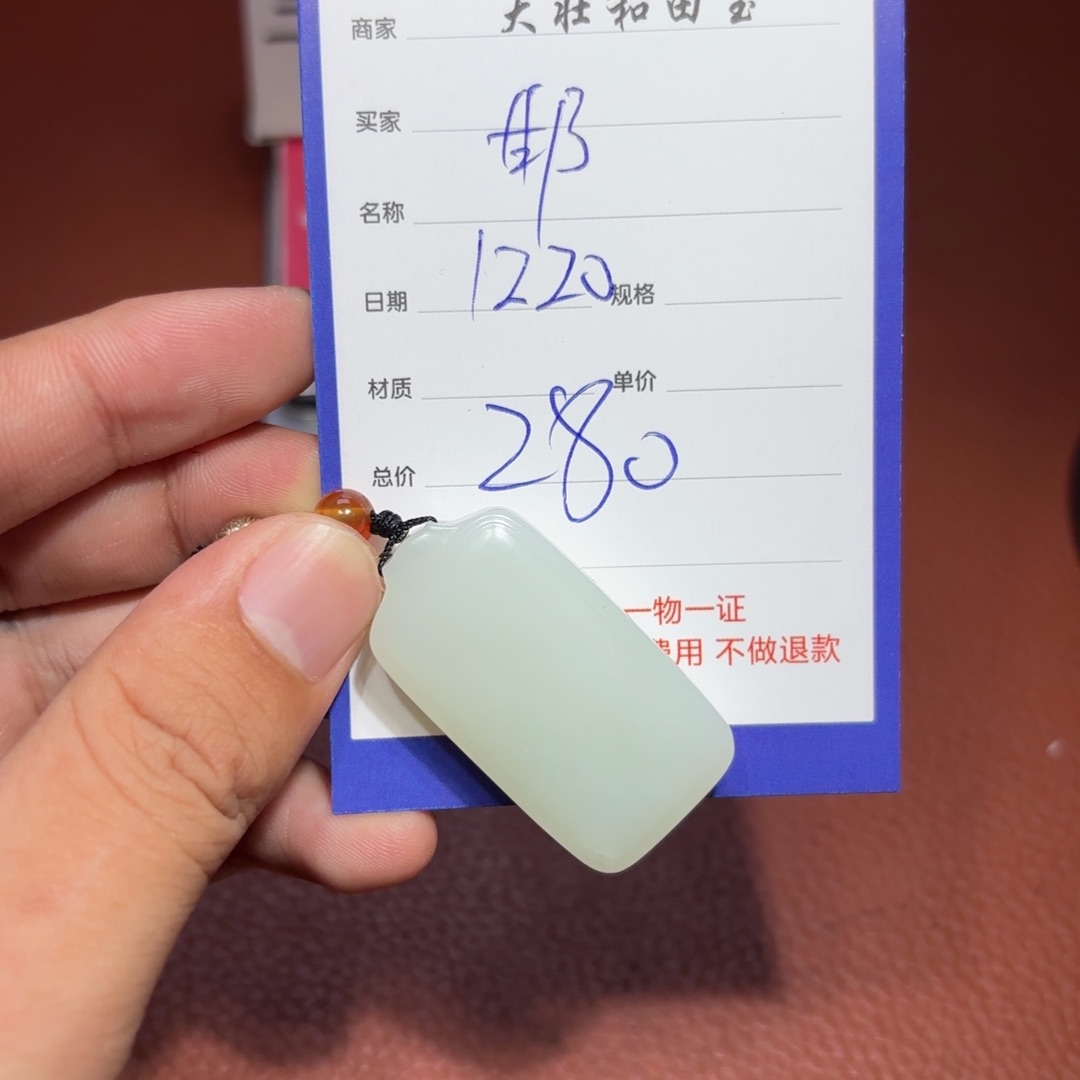 商家 大壮和田玉
买家
名称
日期 1220 规格
材质 单价
总价 280
一物一证
费用 不做退款